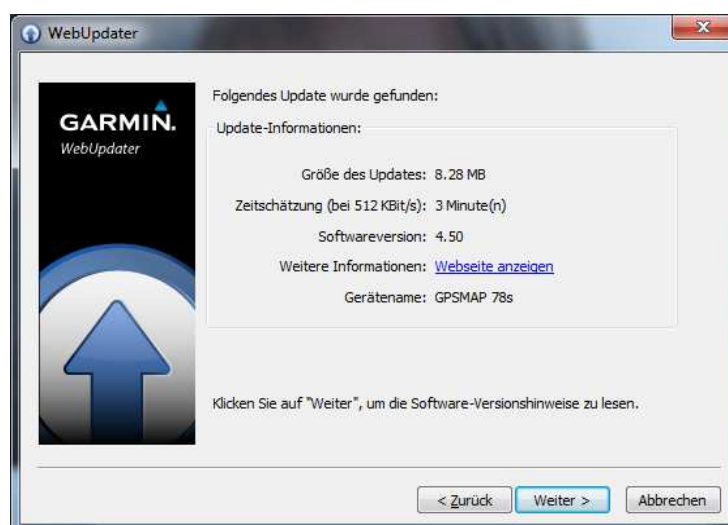 WebUpdater
GARMIN.
WebUpdater
Folgendes Update wurde gefunden:
Update-Informationen:
Größe des Updates: 8.28 MB
Zeitschätzung (bei 512 KBit/s): 3 Minute(n)
Softwareversion: 4.50
Weitere Informationen: Webseite anzeigen
Gerätename: GPSMAP 78s
Klicken Sie auf "Weiter", um die Software-Versionshinweise zu lesen.
< Zurück Weiter > Abbrechen